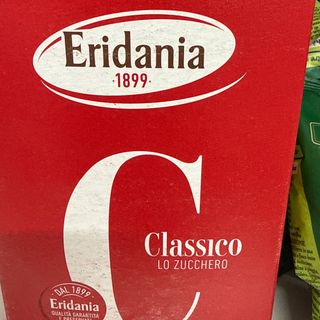 Eridania
·1899·
C
Classico
LO ZUCCHERO
DAL 1899
Eridania
QUALITÀ GARANTITA